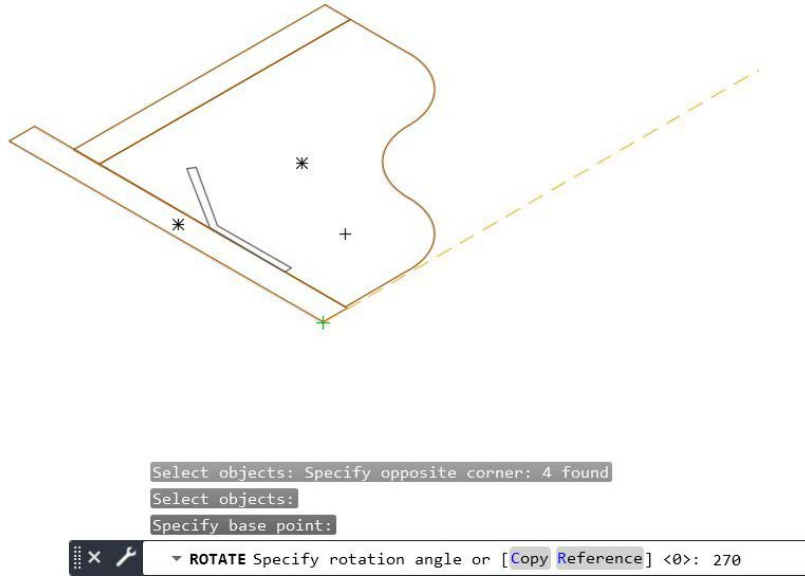 Select objects: Specify opposite corner: 4 found
Select objects:
Specify base point:
ROTATE Specify rotation angle or [Copy Reference] <0>: 270